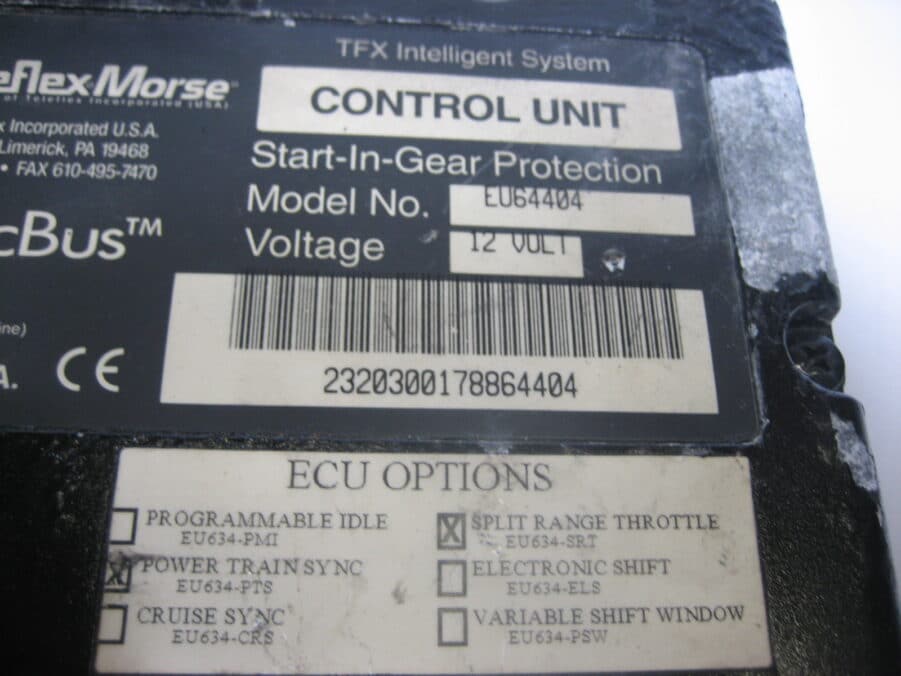 TFX Intelligent System
eflex-Morse
of Teleflex Incorporated (USA)
CONTROL UNIT
x Incorporated U.S.A.
Limerick, PA 19468
• FAX 610-495-7470
Start-In-Gear Protection
Model No. EU64404
cBus™
Voltage 12 VOLT
ine)
A. CE
2320300178864404
ECU OPTIONS
PROGRAMMABLE IDLE
EU634-PMI
X POWER TRAIN SYNC
EU634-PTS
CRUISE SYNC
EU634-CRS
X SPLIT RANGE THROTTLE
EU634-SRT
ELECTRONIC SHIFT
EU634-ELS
VARIABLE SHIFT WINDOW
EU634-PSW